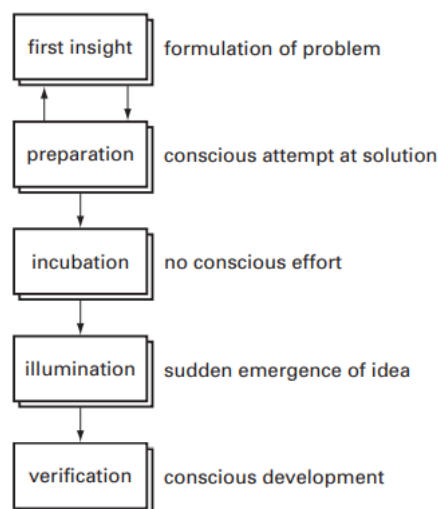 first insight formulation of problem
preparation conscious attempt at solution
incubation no conscious effort
illumination sudden emergence of idea
verification conscious development